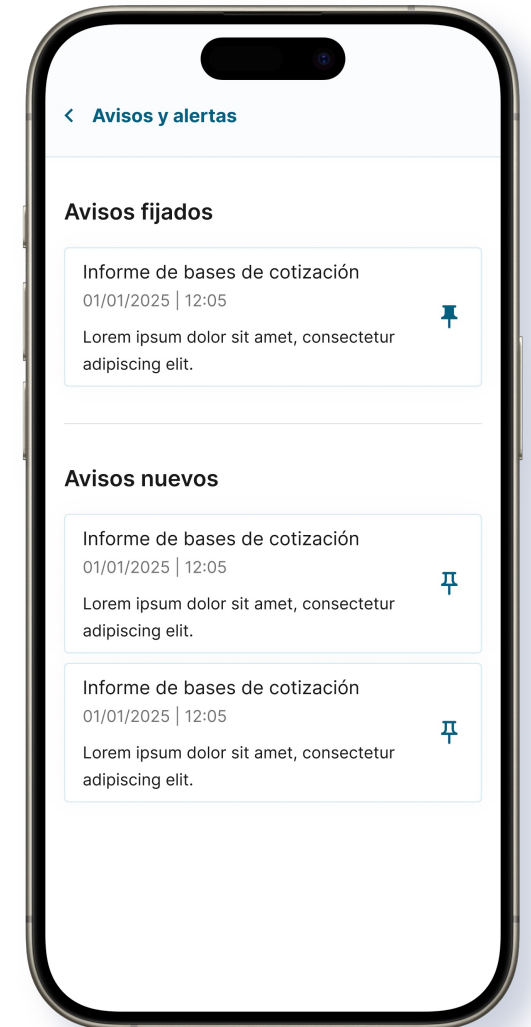 Avisos y alertas
Avisos fijados
Informe de bases de cotización
01/01/2025 | 12:05
Lorem ipsum dolor sit amet, consectetur
adipiscing elit.
Avisos nuevos
Informe de bases de cotización
01/01/2025 | 12:05
Lorem ipsum dolor sit amet, consectetur
adipiscing elit.
Informe de bases de cotización
01/01/2025 | 12:05
Lorem ipsum dolor sit amet, consectetur
adipiscing elit.